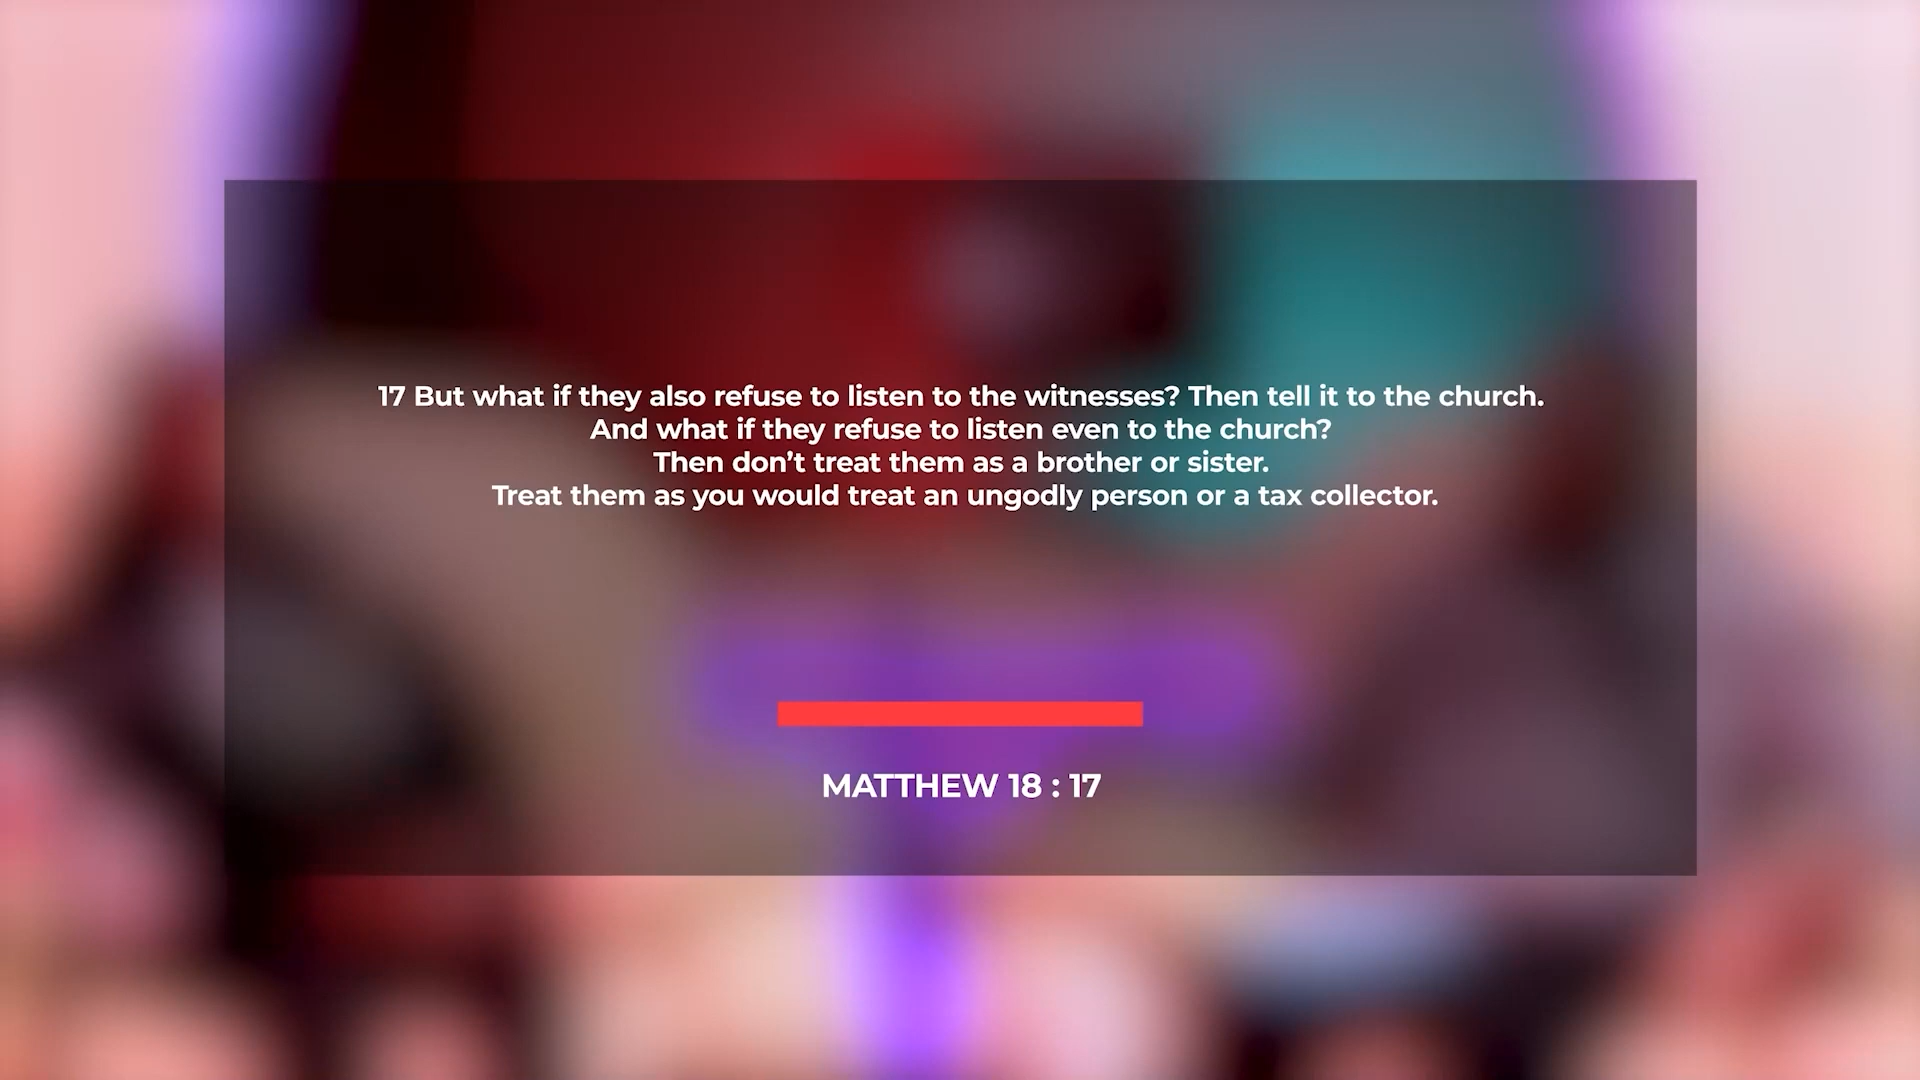 17 But what if they also refuse to listen to the witnesses? Then tell it to the church.
And what if they refuse to listen even to the church?
Then don’t treat them as a brother or sister.
Treat them as you would treat an ungodly person or a tax collector.
MATTHEW 18 : 17